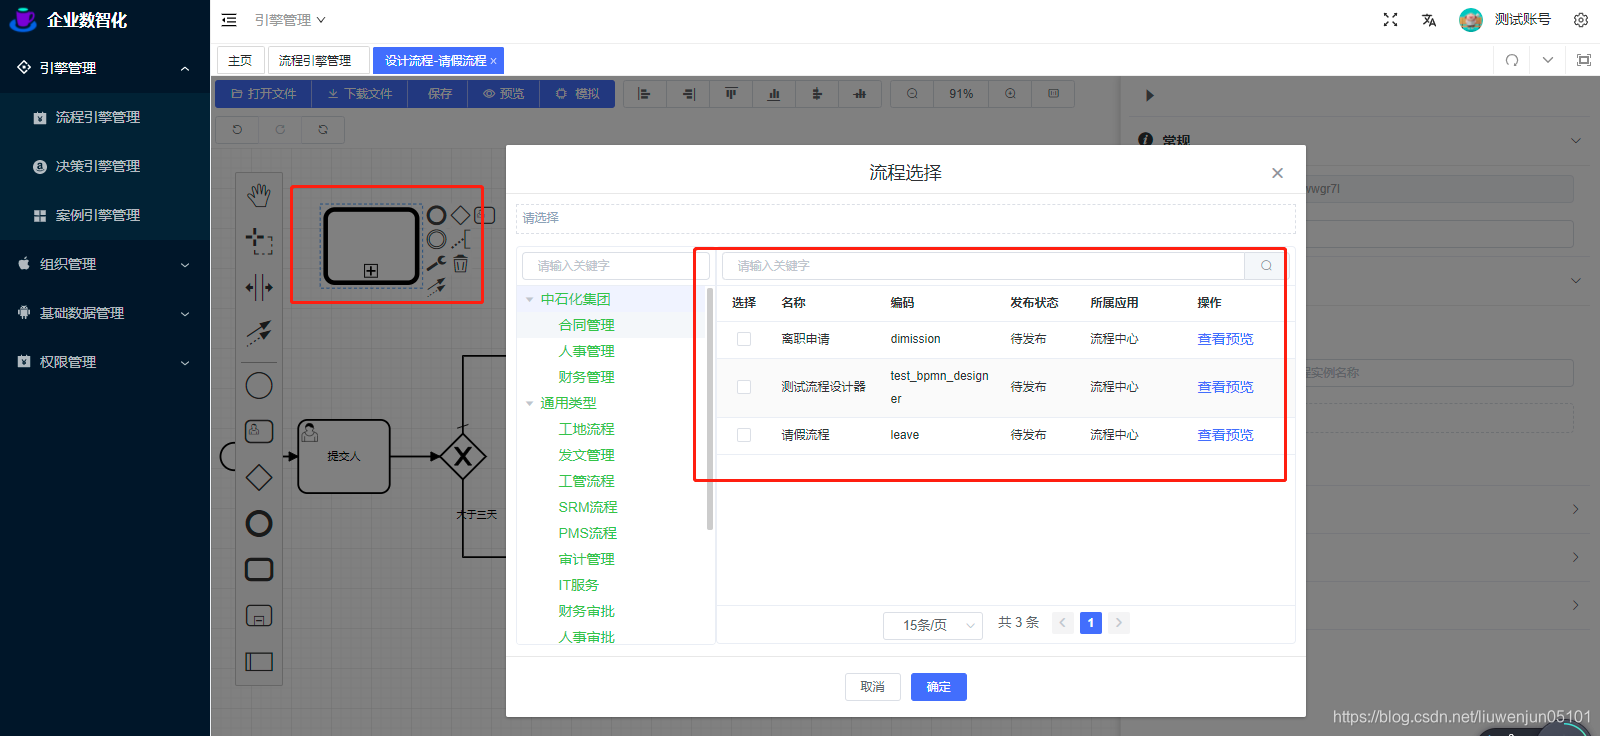 企业数智化
引擎管理
测试账号
主页
流程引擎管理
设计流程-请假流程 ×
引擎管理
流程引擎管理
决策引擎管理
案例引擎管理
组织管理
基础数据管理
权限管理
打开文件
下载文件
保存
预览
模拟
91%
常规
vwgr7l
程实例名称
提交人
大于三天
流程选择
请选择
请输入关键字
请输入关键字
中石化集团
合同管理
人事管理
财务管理
通用类型
工地流程
发文管理
工管流程
SRM流程
PMS流程
审计管理
IT服务
财务审批
人事审批
选择 名称 编码 发布状态 所属应用 操作
离职申请 dimission 待发布 流程中心 查看预览
测试流程设计器 test_bpmn_design
er 待发布 流程中心 查看预览
请假流程 leave 待发布 流程中心 查看预览
15条/页 共 3 条 1
取消
确定
https://blog.csdn.net/liuwenjun05101